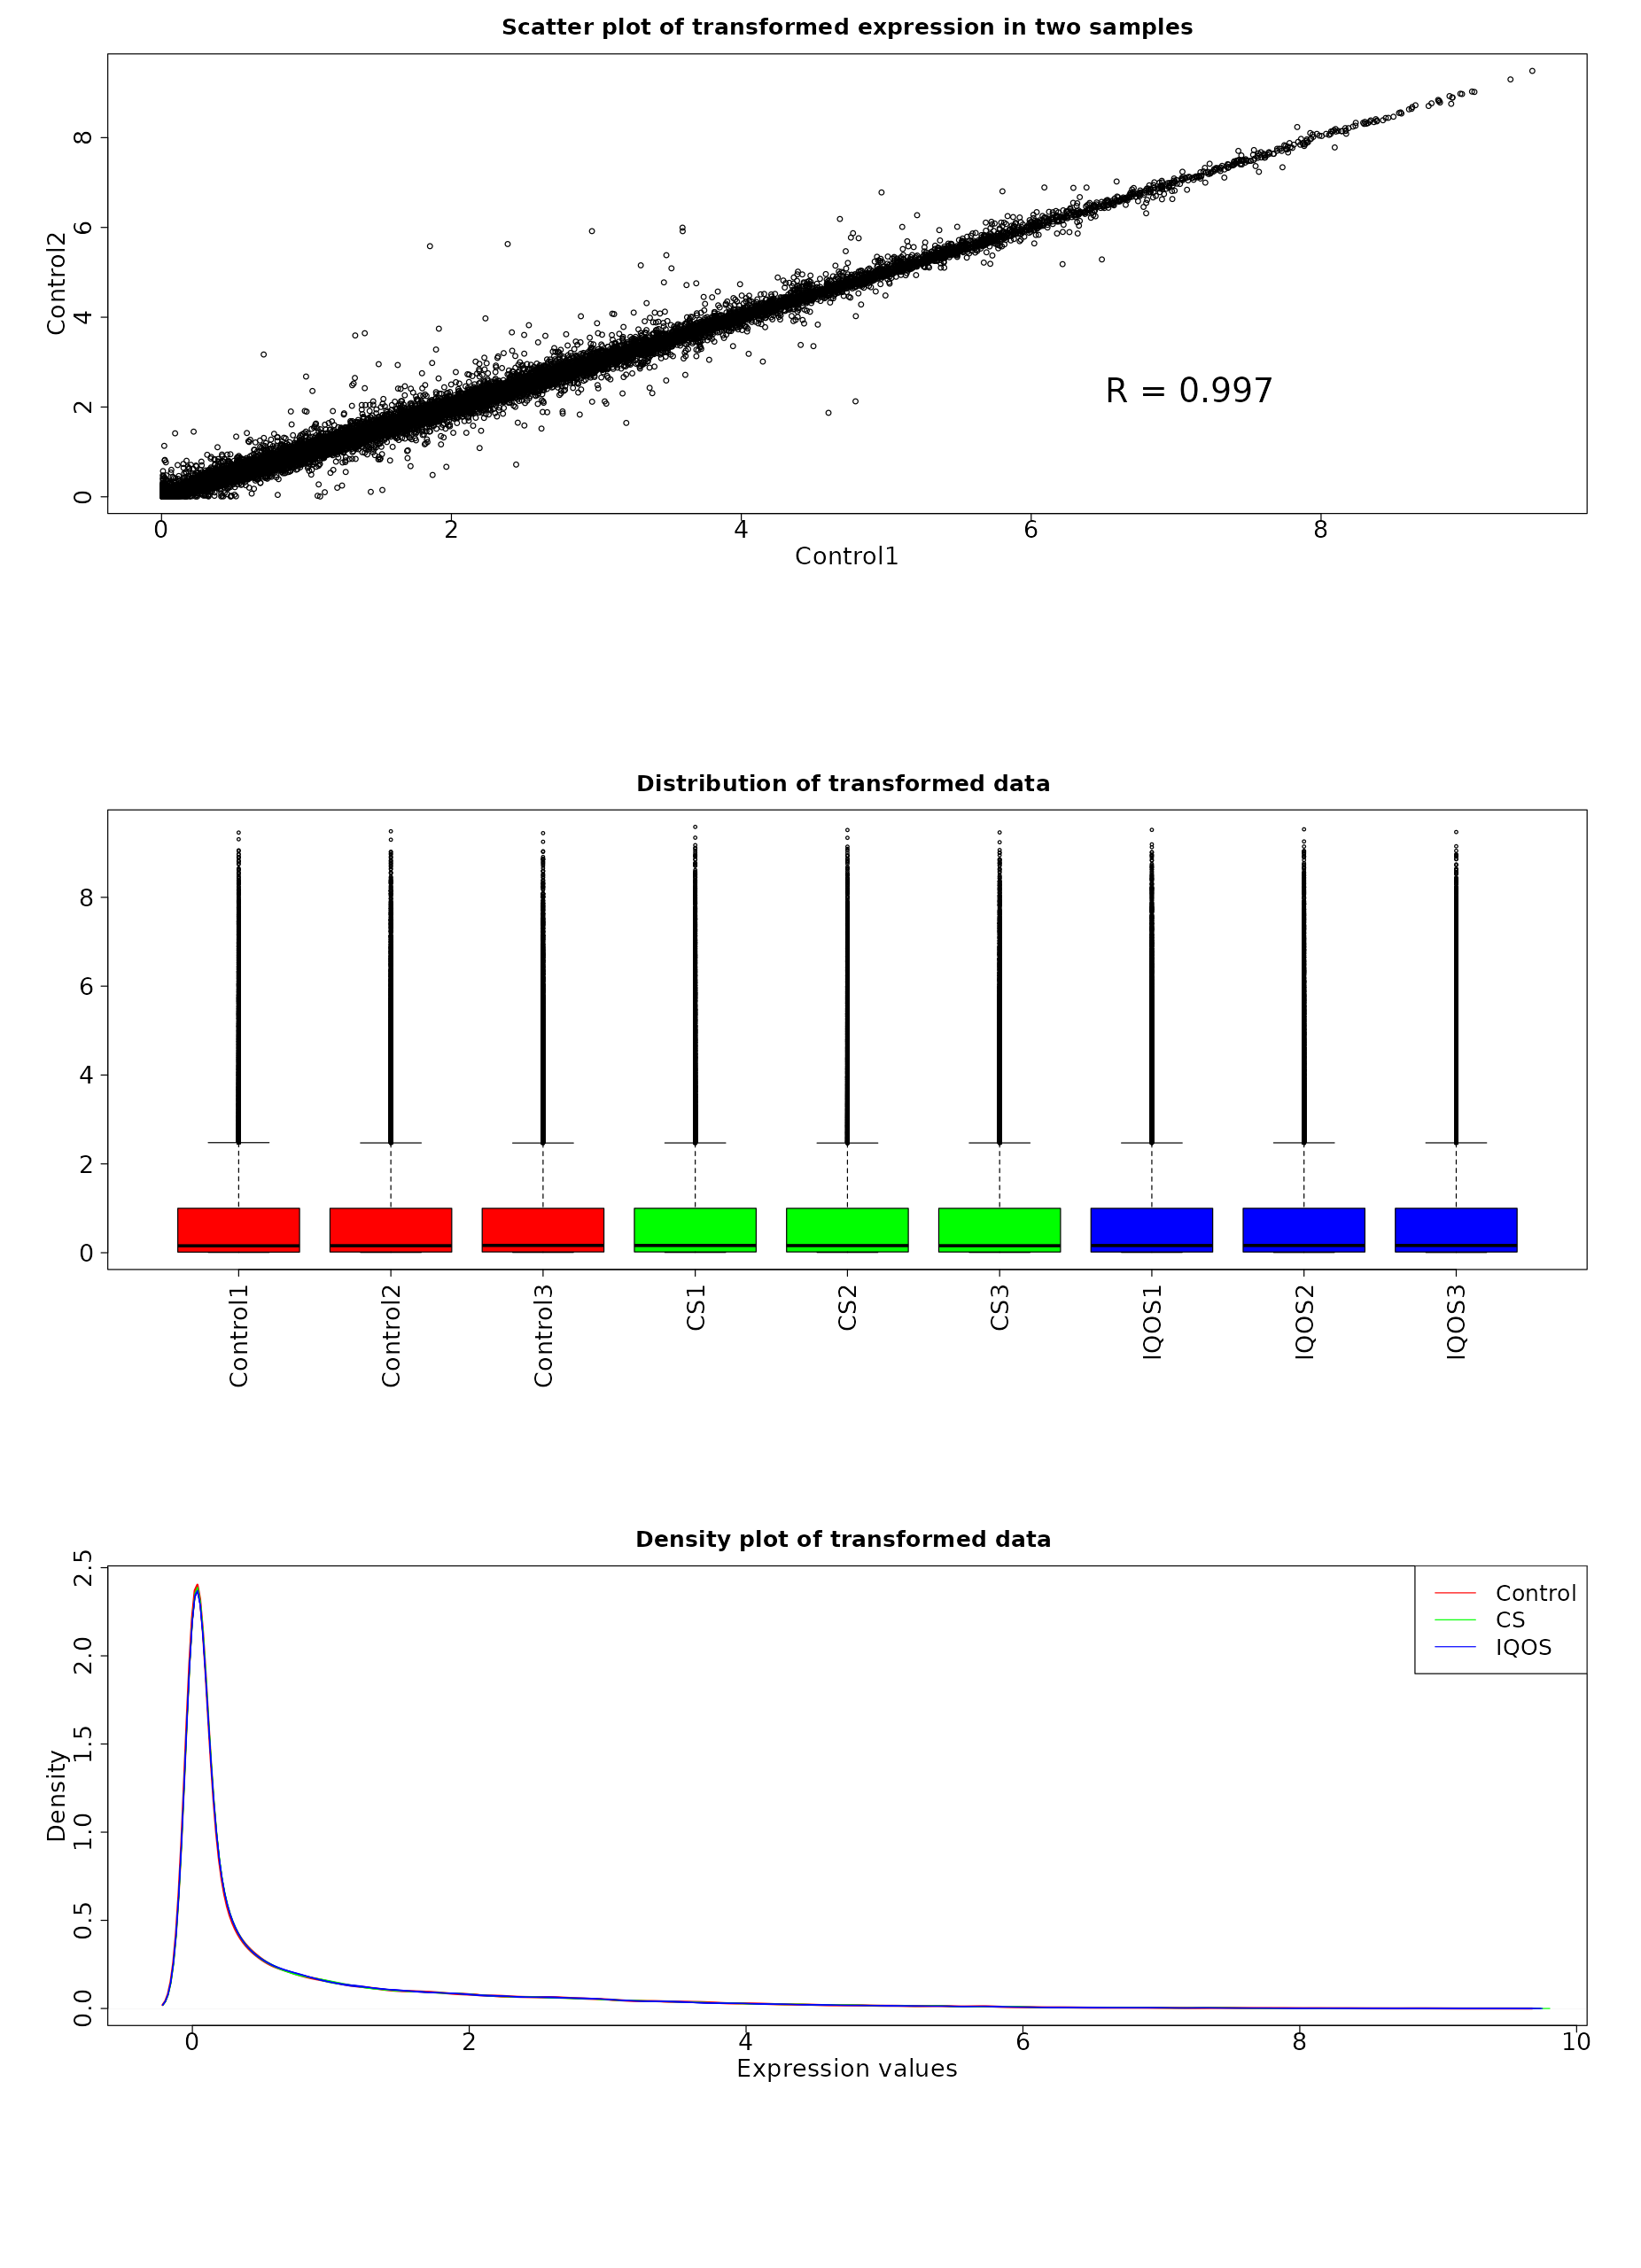 Scatter plot of transformed expression in two samples
Control2
8
6
4
2
0
R = 0.997
0 2 4 6 8
Control1
Distribution of transformed data
8
6
4
2
0
Control1 Control2 Control3 CS1 CS2 CS3 IQOS1 IQOS2 IQOS3
Density plot of transformed data
Density
2.5
2.0
1.5
1.0
0.5
0.0
Control
CS
IQOS
0 2 4 6 8 10
Expression values